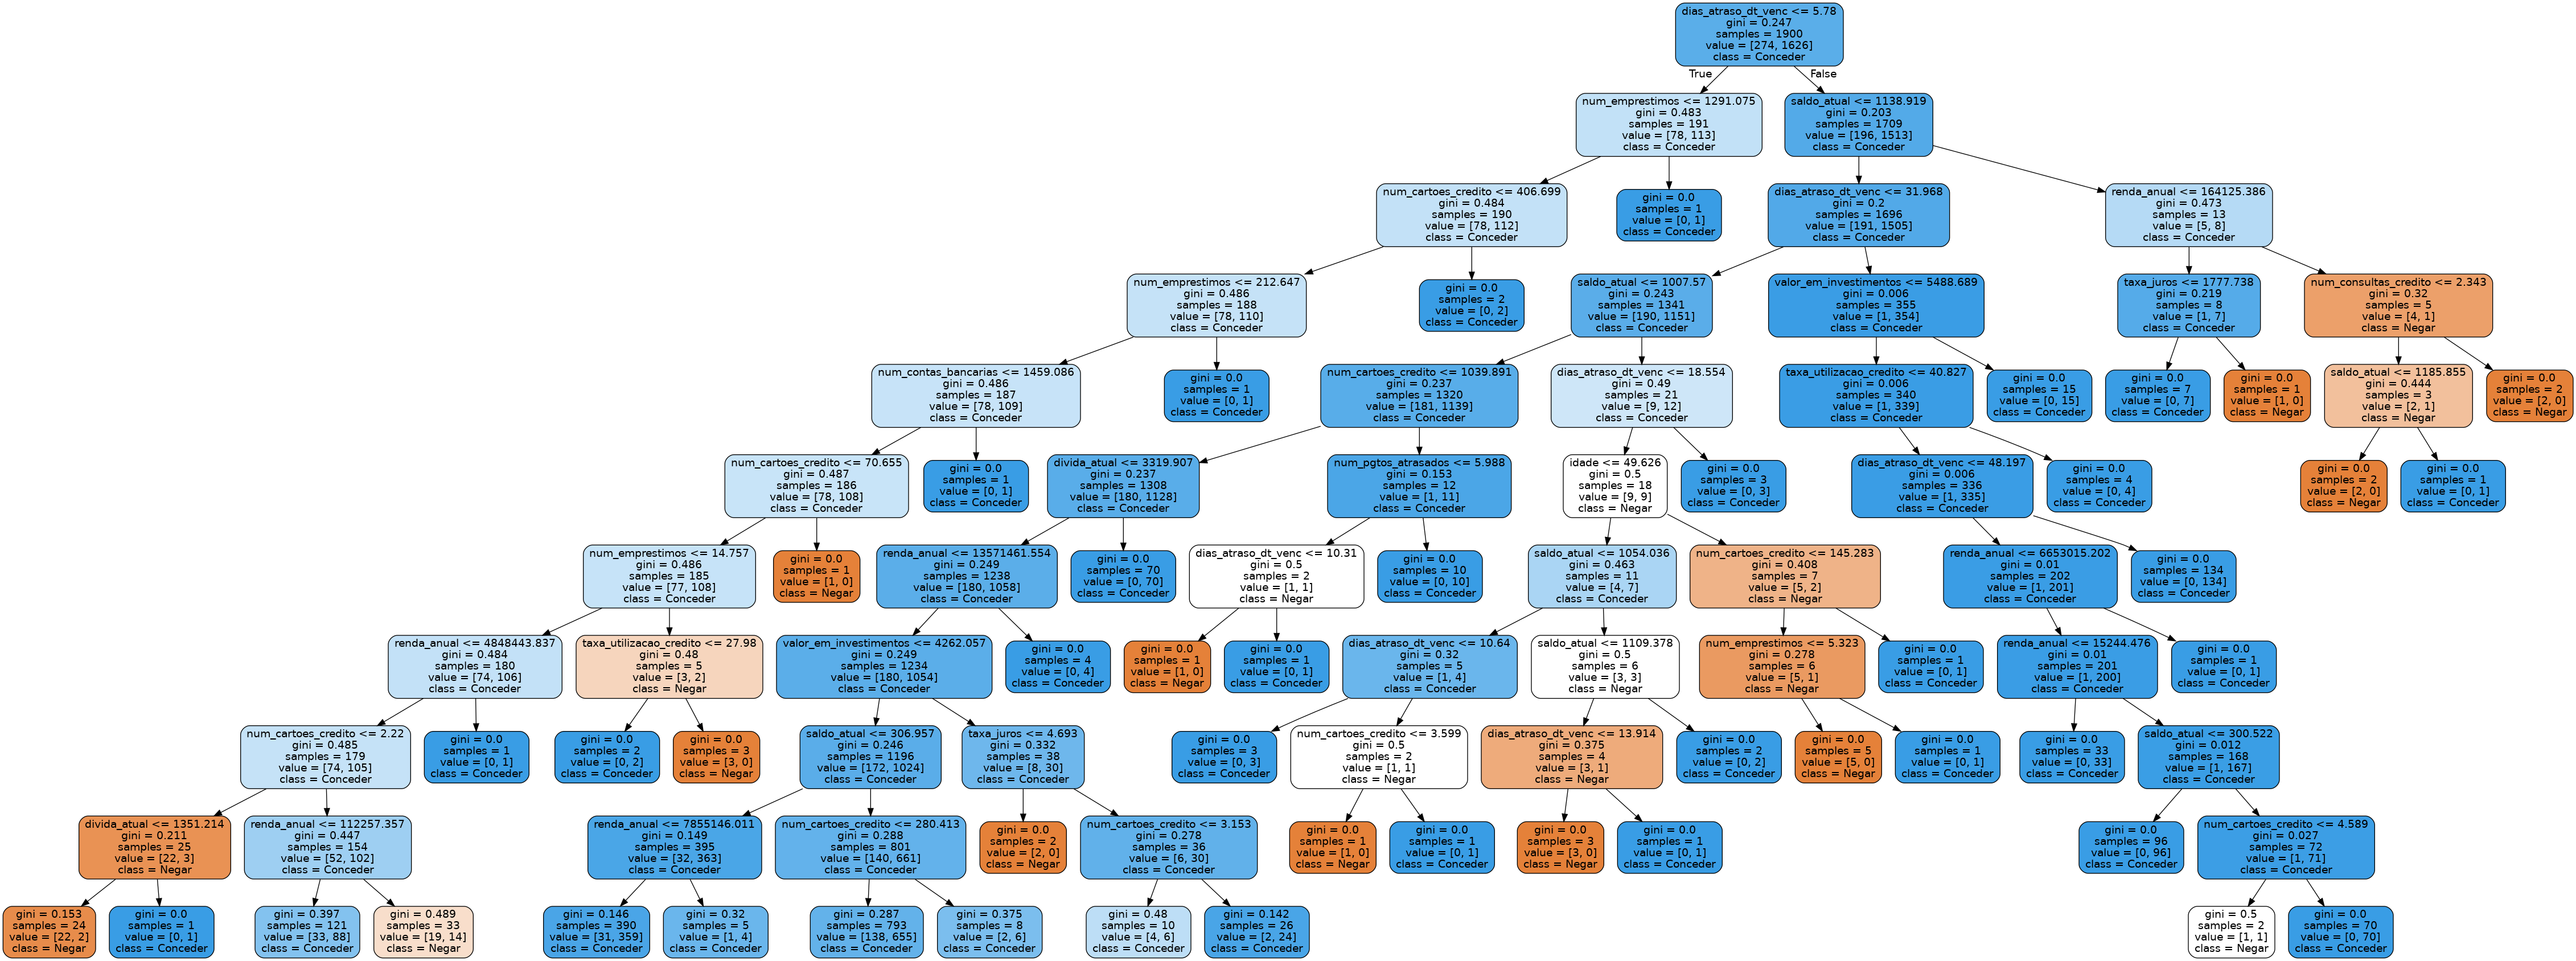 dias_atraso_dt_venc <= 5.78
gini = 0.247
samples = 1900
value = [274, 1626]
class = Conceder
True
False
num_emprestimos <= 1291.075
gini = 0.483
samples = 191
value = [78, 113]
class = Conceder
saldo_atual <= 1138.919
gini = 0.203
samples = 1709
value = [196, 1513]
class = Conceder
num_cartoes_credito <= 406.699
gini = 0.484
samples = 190
value = [78, 112]
class = Conceder
gini = 0.0
samples = 1
value = [0, 1]
class = Conceder
dias_atraso_dt_venc <= 31.968
gini = 0.2
samples = 1696
value = [191, 1505]
class = Conceder
renda_anual <= 164125.386
gini = 0.473
samples = 13
value = [5, 8]
class = Conceder
num_emprestimos <= 212.647
gini = 0.486
samples = 188
value = [78, 110]
class = Conceder
gini = 0.0
samples = 2
value = [0, 2]
class = Conceder
saldo_atual <= 1007.57
gini = 0.243
samples = 1341
value = [190, 1151]
class = Conceder
valor_em_investimentos <= 5488.689
gini = 0.006
samples = 355
value = [1, 354]
class = Conceder
taxa_juros <= 1777.738
gini = 0.219
samples = 8
value = [1, 7]
class = Conceder
num_consultas_credito <= 2.343
gini = 0.32
samples = 5
value = [4, 1]
class = Negar
num_contas_bancarias <= 1459.086
gini = 0.486
samples = 187
value = [78, 109]
class = Conceder
gini = 0.0
samples = 1
value = [0, 1]
class = Conceder
num_cartoes_credito <= 1039.891
gini = 0.237
samples = 1320
value = [181, 1139]
class = Conceder
dias_atraso_dt_venc <= 18.554
gini = 0.49
samples = 21
value = [9, 12]
class = Conceder
taxa_utilizacao_credito <= 40.827
gini = 0.006
samples = 340
value = [1, 339]
class = Conceder
gini = 0.0
samples = 15
value = [0, 15]
class = Conceder
gini = 0.0
samples = 7
value = [0, 7]
class = Conceder
gini = 0.0
samples = 1
value = [1, 0]
class = Negar
saldo_atual <= 1185.855
gini = 0.444
samples = 3
value = [2, 1]
class = Negar
gini = 0.0
samples = 2
value = [2, 0]
class = Negar
num_cartoes_credito <= 70.655
gini = 0.487
samples = 186
value = [78, 108]
class = Conceder
gini = 0.0
samples = 1
value = [0, 1]
class = Conceder
divida_atual <= 3319.907
gini = 0.237
samples = 1308
value = [180, 1128]
class = Conceder
num_pgtos_atrasados <= 5.988
gini = 0.153
samples = 12
value = [1, 11]
class = Conceder
idade <= 49.626
gini = 0.5
samples = 18
value = [9, 9]
class = Negar
gini = 0.0
samples = 3
value = [0, 3]
class = Conceder
dias_atraso_dt_venc <= 48.197
gini = 0.006
samples = 336
value = [1, 335]
class = Conceder
gini = 0.0
samples = 4
value = [0, 4]
class = Conceder
gini = 0.0
samples = 2
value = [2, 0]
class = Negar
gini = 0.0
samples = 1
value = [0, 1]
class = Conceder
num_emprestimos <= 14.757
gini = 0.486
samples = 185
value = [77, 108]
class = Conceder
gini = 0.0
samples = 1
value = [1, 0]
class = Negar
renda_anual <= 13571461.554
gini = 0.249
samples = 1238
value = [180, 1058]
class = Conceder
gini = 0.0
samples = 70
value = [0, 70]
class = Conceder
dias_atraso_dt_venc <= 10.31
gini = 0.5
samples = 2
value = [1, 1]
class = Negar
gini = 0.0
samples = 10
value = [0, 10]
class = Conceder
saldo_atual <= 1054.036
gini = 0.463
samples = 11
value = [4, 7]
class = Conceder
num_cartoes_credito <= 145.283
gini = 0.408
samples = 7
value = [5, 2]
class = Negar
renda_anual <= 6653015.202
gini = 0.01
samples = 202
value = [1, 201]
class = Conceder
gini = 0.0
samples = 134
value = [0, 134]
class = Conceder
renda_anual <= 4848443.837
gini = 0.484
samples = 180
value = [74, 106]
class = Conceder
taxa_utilizacao_credito <= 27.98
gini = 0.48
samples = 5
value = [3, 2]
class = Negar
valor_em_investimentos <= 4262.057
gini = 0.249
samples = 1234
value = [180, 1054]
class = Conceder
gini = 0.0
samples = 4
value = [0, 4]
class = Conceder
gini = 0.0
samples = 1
value = [1, 0]
class = Negar
gini = 0.0
samples = 1
value = [0, 1]
class = Conceder
dias_atraso_dt_venc <= 10.64
gini = 0.32
samples = 5
value = [1, 4]
class = Conceder
saldo_atual <= 1109.378
gini = 0.5
samples = 6
value = [3, 3]
class = Negar
num_emprestimos <= 5.323
gini = 0.278
samples = 6
value = [5, 1]
class = Negar
gini = 0.0
samples = 1
value = [0, 1]
class = Conceder
renda_anual <= 15244.476
gini = 0.01
samples = 201
value = [1, 200]
class = Conceder
gini = 0.0
samples = 1
value = [0, 1]
class = Conceder
num_cartoes_credito <= 2.22
gini = 0.485
samples = 179
value = [74, 105]
class = Conceder
gini = 0.0
samples = 1
value = [0, 1]
class = Conceder
gini = 0.0
samples = 2
value = [0, 2]
class = Conceder
gini = 0.0
samples = 3
value = [3, 0]
class = Negar
saldo_atual <= 306.957
gini = 0.246
samples = 1196
value = [172, 1024]
class = Conceder
taxa_juros <= 4.693
gini = 0.332
samples = 38
value = [8, 30]
class = Conceder
gini = 0.0
samples = 3
value = [0, 3]
class = Conceder
num_cartoes_credito <= 3.599
gini = 0.5
samples = 2
value = [1, 1]
class = Negar
dias_atraso_dt_venc <= 13.914
gini = 0.375
samples = 4
value = [3, 1]
class = Negar
gini = 0.0
samples = 2
value = [0, 2]
class = Conceder
gini = 0.0
samples = 5
value = [5, 0]
class = Negar
gini = 0.0
samples = 1
value = [0, 1]
class = Conceder
gini = 0.0
samples = 33
value = [0, 33]
class = Conceder
saldo_atual <= 300.522
gini = 0.012
samples = 168
value = [1, 167]
class = Conceder
divida_atual <= 1351.214
gini = 0.211
samples = 25
value = [22, 3]
class = Negar
renda_anual <= 112257.357
gini = 0.447
samples = 154
value = [52, 102]
class = Conceder
renda_anual <= 7855146.011
gini = 0.149
samples = 395
value = [32, 363]
class = Conceder
num_cartoes_credito <= 280.413
gini = 0.288
samples = 801
value = [140, 661]
class = Conceder
gini = 0.0
samples = 2
value = [2, 0]
class = Negar
num_cartoes_credito <= 3.153
gini = 0.278
samples = 36
value = [6, 30]
class = Conceder
gini = 0.0
samples = 1
value = [1, 0]
class = Negar
gini = 0.0
samples = 1
value = [0, 1]
class = Conceder
gini = 0.0
samples = 3
value = [3, 0]
class = Negar
gini = 0.0
samples = 1
value = [0, 1]
class = Conceder
gini = 0.0
samples = 96
value = [0, 96]
class = Conceder
num_cartoes_credito <= 4.589
gini = 0.027
samples = 72
value = [1, 71]
class = Conceder
gini = 0.153
samples = 24
value = [22, 2]
class = Negar
gini = 0.0
samples = 1
value = [0, 1]
class = Conceder
gini = 0.397
samples = 121
value = [33, 88]
class = Conceder
gini = 0.489
samples = 33
value = [19, 14]
class = Negar
gini = 0.146
samples = 390
value = [31, 359]
class = Conceder
gini = 0.32
samples = 5
value = [1, 4]
class = Conceder
gini = 0.287
samples = 793
value = [138, 655]
class = Conceder
gini = 0.375
samples = 8
value = [2, 6]
class = Conceder
gini = 0.48
samples = 10
value = [4, 6]
class = Conceder
gini = 0.142
samples = 26
value = [2, 24]
class = Conceder
gini = 0.5
samples = 2
value = [1, 1]
class = Negar
gini = 0.0
samples = 70
value = [0, 70]
class = Conceder